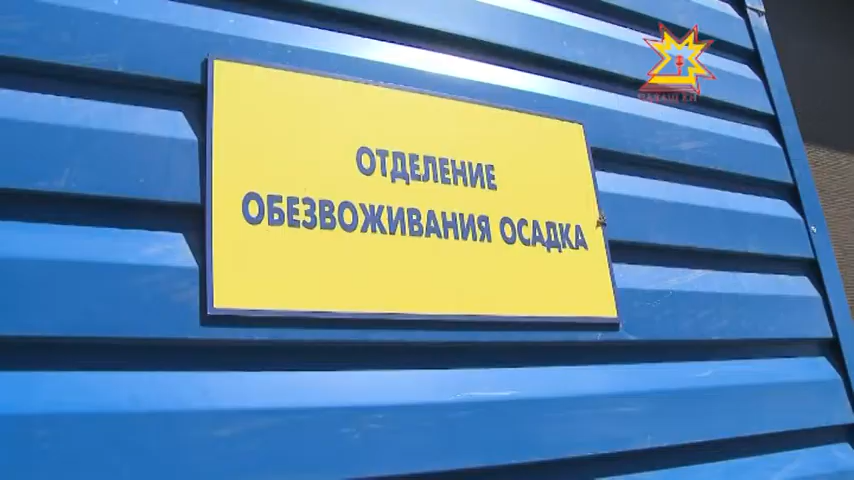 ОТДЕЛЕНИЕ
ОБЕЗВОЖИВАНИЯ ОСАДКА